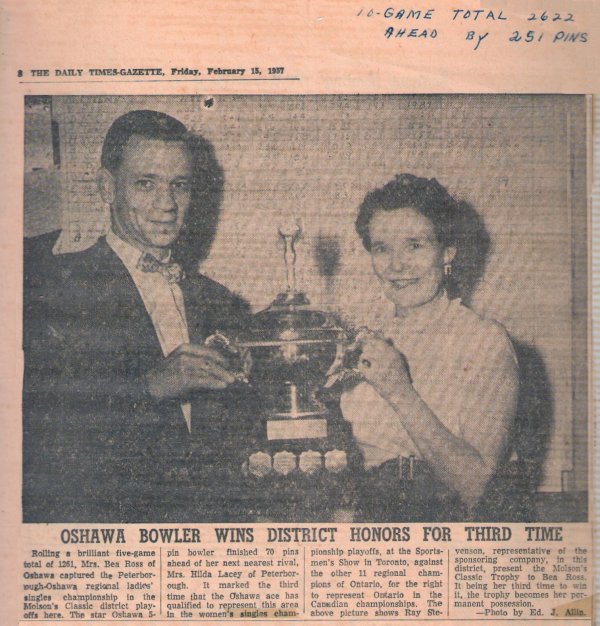 10-GAME TOTAL 2622
AHEAD BY 251 PINS
8 THE DAILY TIMES-GAZETTE, Friday, February 15, 1957
OSHAWA BOWLER WINS DISTRICT HONORS FOR THIRD TIME
Rolling a brilliant five-game
total of 1261, Mrs. Bea Ross of
Oshawa captured the Peterbor-
ough-Oshawa regional ladies'
singles championship in the
Molson's Classic district play-
offs here. The star Oshawa 5-
pin bowler finished 70 pins
ahead of her next nearest rival,
Mrs. Hilda Lacey of Peterbor-
ough. It marked the third
time that the Oshawa ace has
qualified to represent this area
in the women's singles cham-
pionship playoffs, at the Sports-
men's Show in Toronto, against
the other 11 regional cham-
pions of Ontario, for the right
to represent Ontario in the
Canadian championships. The
above picture shows Ray Ste-
venson, representative of the
sponsoring company, in this
district, present the Molson's
Classic Trophy to Bea Ross.
It being her third time to win
it, the trophy becomes her per-
manent possession.
—Photo by Ed. J. Allin.